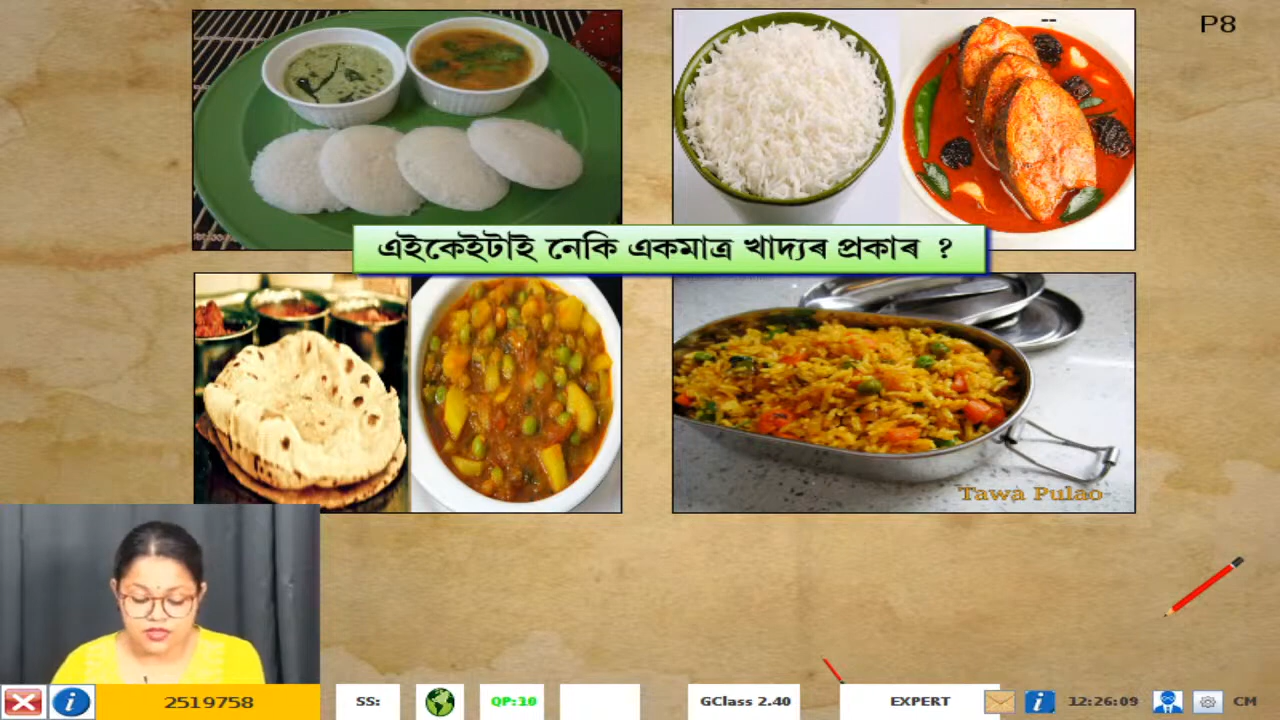 P8
এইকেইটাই নেকি একমাত্ৰ খাদ্যৰ প্ৰকাৰ ?
Tawa Pulao
2519758
SS:
QP:10
GClass 2.40
EXPERT
12:26:09
CM